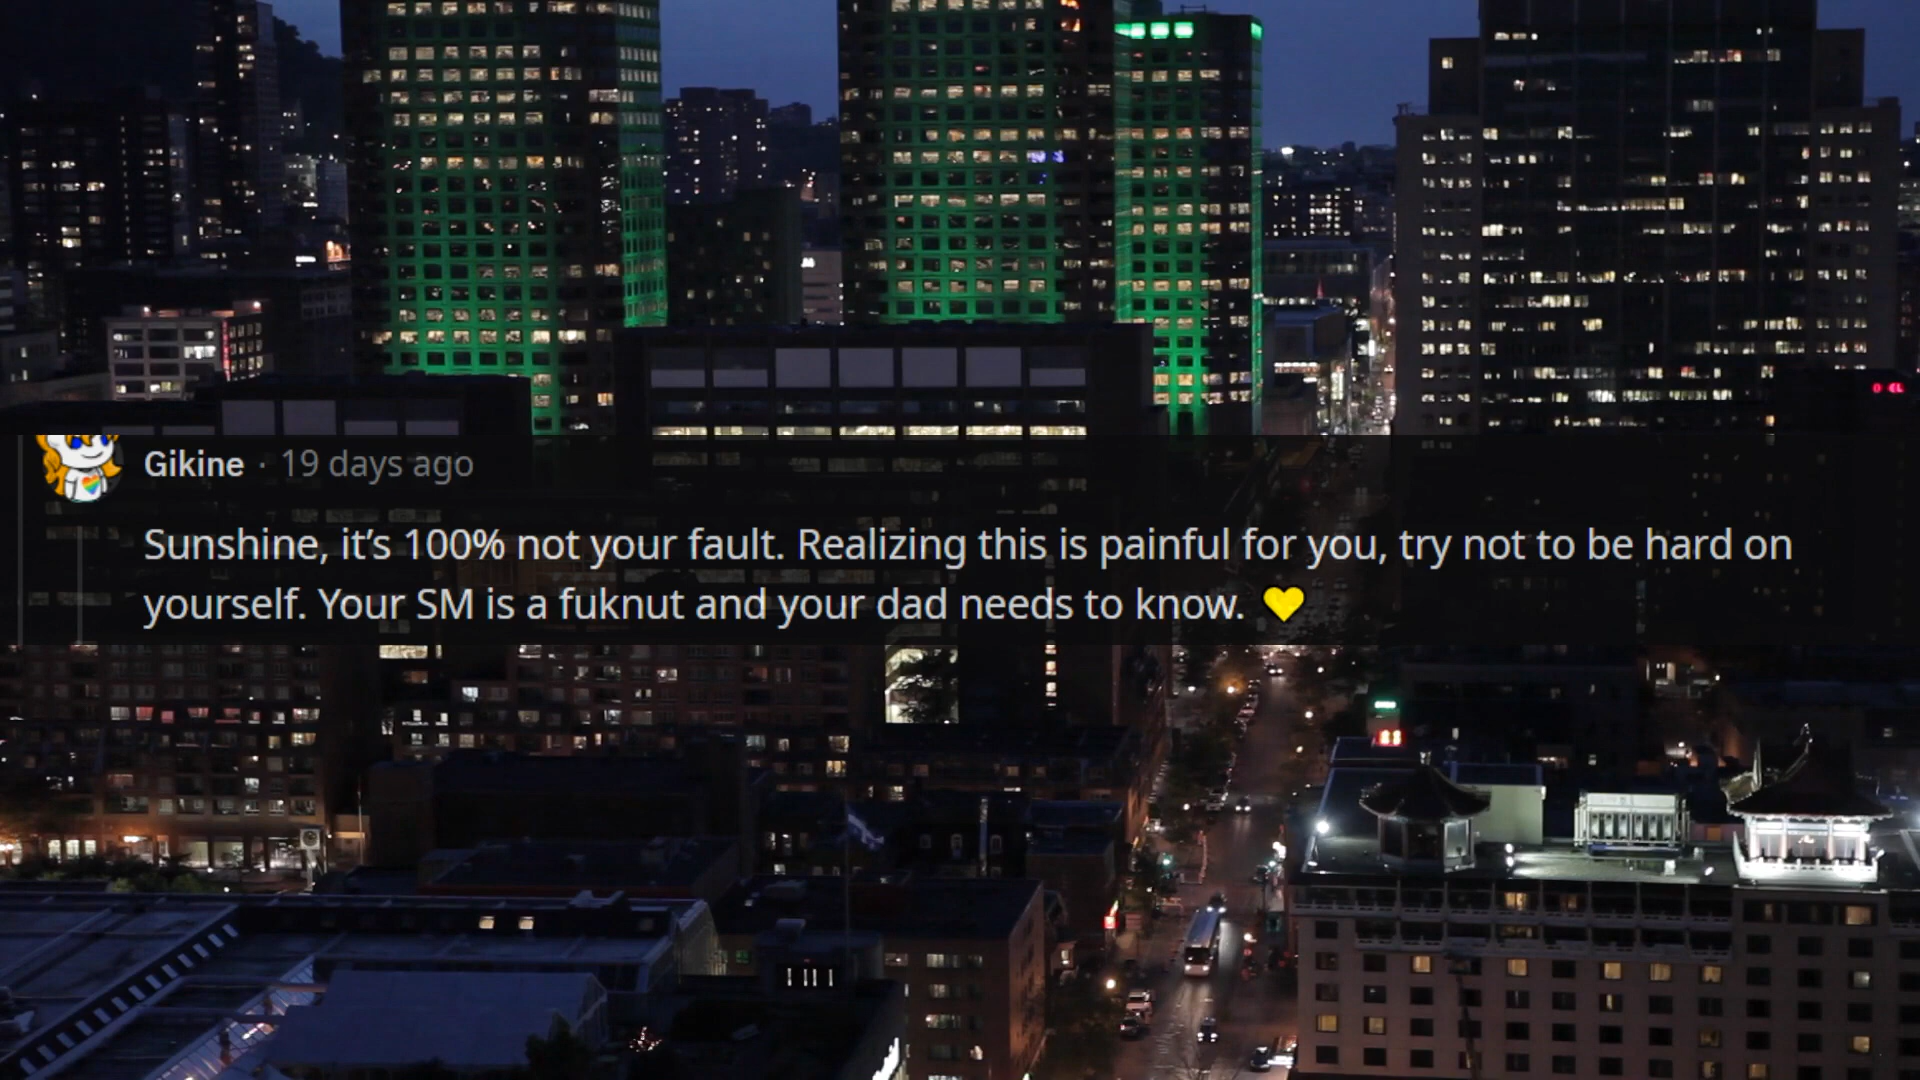 Gikine · 19 days ago
Sunshine, it’s 100% not your fault. Realizing this is painful for you, try not to be hard on
yourself. Your SM is a fuknut and your dad needs to know. 💛